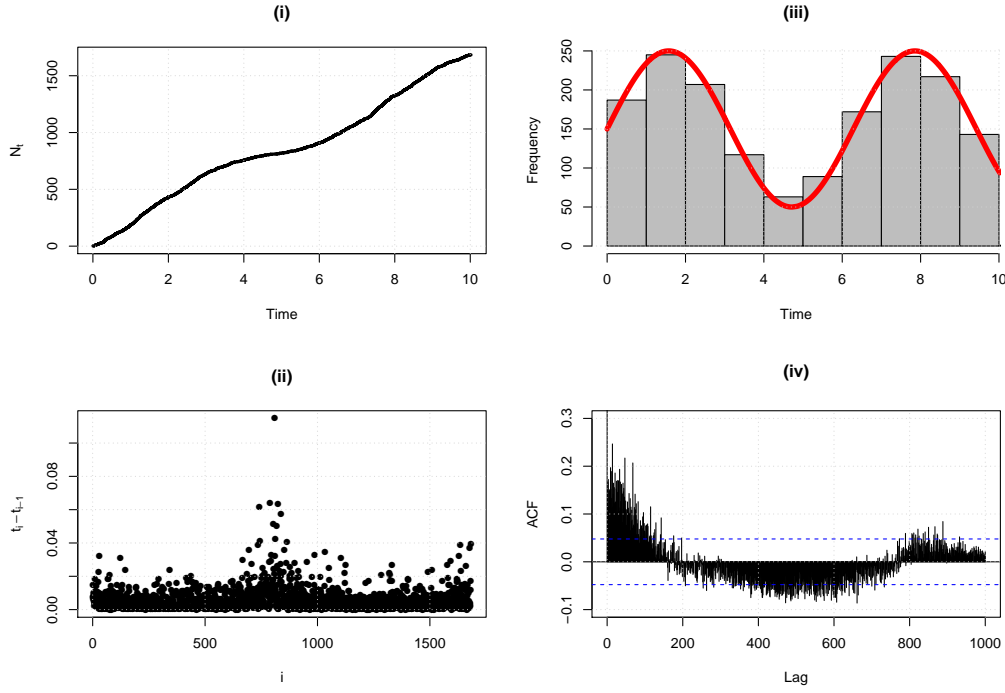 (i)
N_t
0 500 1000 1500
0 2 4 6 8 10
Time
(iii)
Frequency
0 50 100 150 200 250
0 2 4 6 8 10
Time
(ii)
t_i − t_{i−1}
0.00 0.04 0.08
0 500 1000 1500
i
(iv)
ACF
−0.1 0.0 0.1 0.2 0.3
0 200 400 600 800 1000
Lag